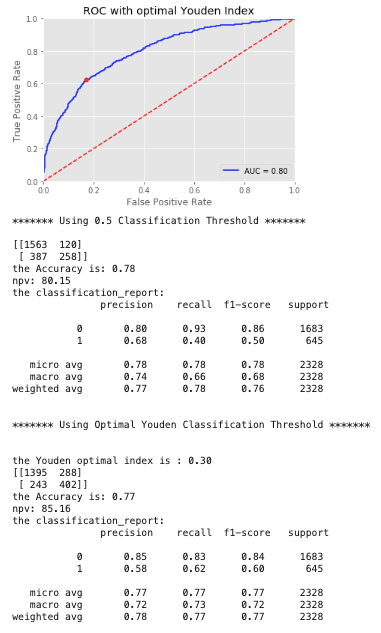 ROC with optimal Youden Index
1.0
0.8
0.6
0.4
0.2
0.0
True Positive Rate
0.0 0.2 0.4 0.6 0.8 1.0
False Positive Rate
AUC = 0.80
******* Using 0.5 Classification Threshold *******
[[1563 120]
[ 387 258]]
the Accuracy is: 0.78
npv: 80.15
the classification_report:
precision recall f1-score support
0 0.80 0.93 0.86 1683
1 0.68 0.40 0.50 645
micro avg 0.78 0.78 0.78 2328
macro avg 0.74 0.66 0.68 2328
weighted avg 0.77 0.78 0.76 2328
******* Using Optimal Youden Classification Threshold *******
the Youden optimal index is : 0.30
[[1395 288]
[ 243 402]]
the Accuracy is: 0.77
npv: 85.16
the classification_report:
precision recall f1-score support
0 0.85 0.83 0.84 1683
1 0.58 0.62 0.60 645
micro avg 0.77 0.77 0.77 2328
macro avg 0.72 0.73 0.72 2328
weighted avg 0.78 0.77 0.77 2328